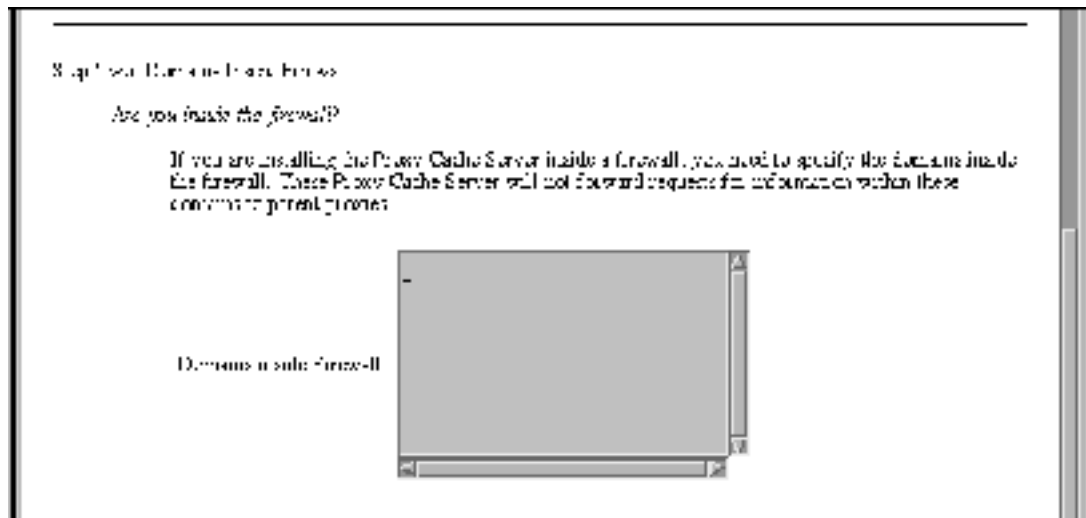 Are you inside the firewall?
If you are installing the Proxy Cache Server inside a firewall, you need to specify the domains inside
the firewall. These Proxy Cache Server will not forward requests for information within these
domains to parent proxies
Domains inside Firewall